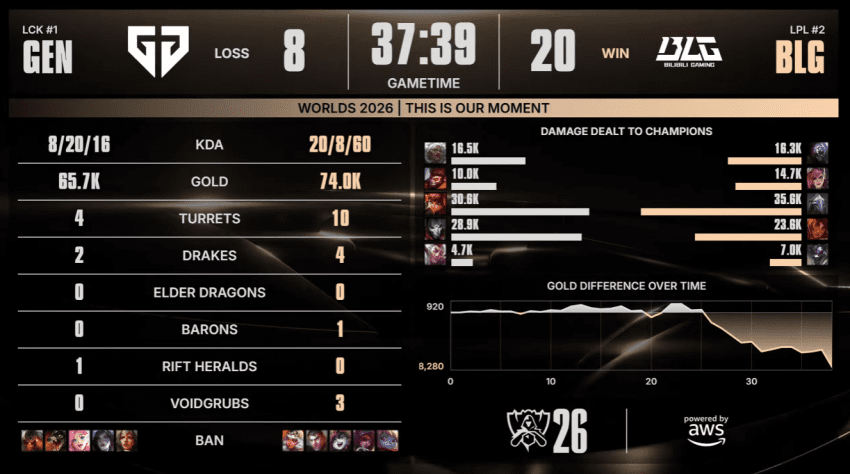 LCK #1
GEN
LOSS
8
37:39
GAMETIME
20
WIN
BLG
BILIBILI GAMING
LPL #2
BLG
WORLDS 2026 | THIS IS OUR MOMENT
8/20/16 KDA 20/8/60
65.7K GOLD 74.0K
4 TURRETS 10
2 DRAKES 4
0 ELDER DRAGONS 0
0 BARONS 1
1 RIFT HERALDS 0
0 VOIDGRUBS 3
BAN
DAMAGE DEALT TO CHAMPIONS
16.5K 16.3K
10.0K 14.7K
30.6K 35.6K
28.9K 23.6K
4.7K 7.0K
GOLD DIFFERENCE OVER TIME
920
8,280
0 10 20 30
26
powered by
aws